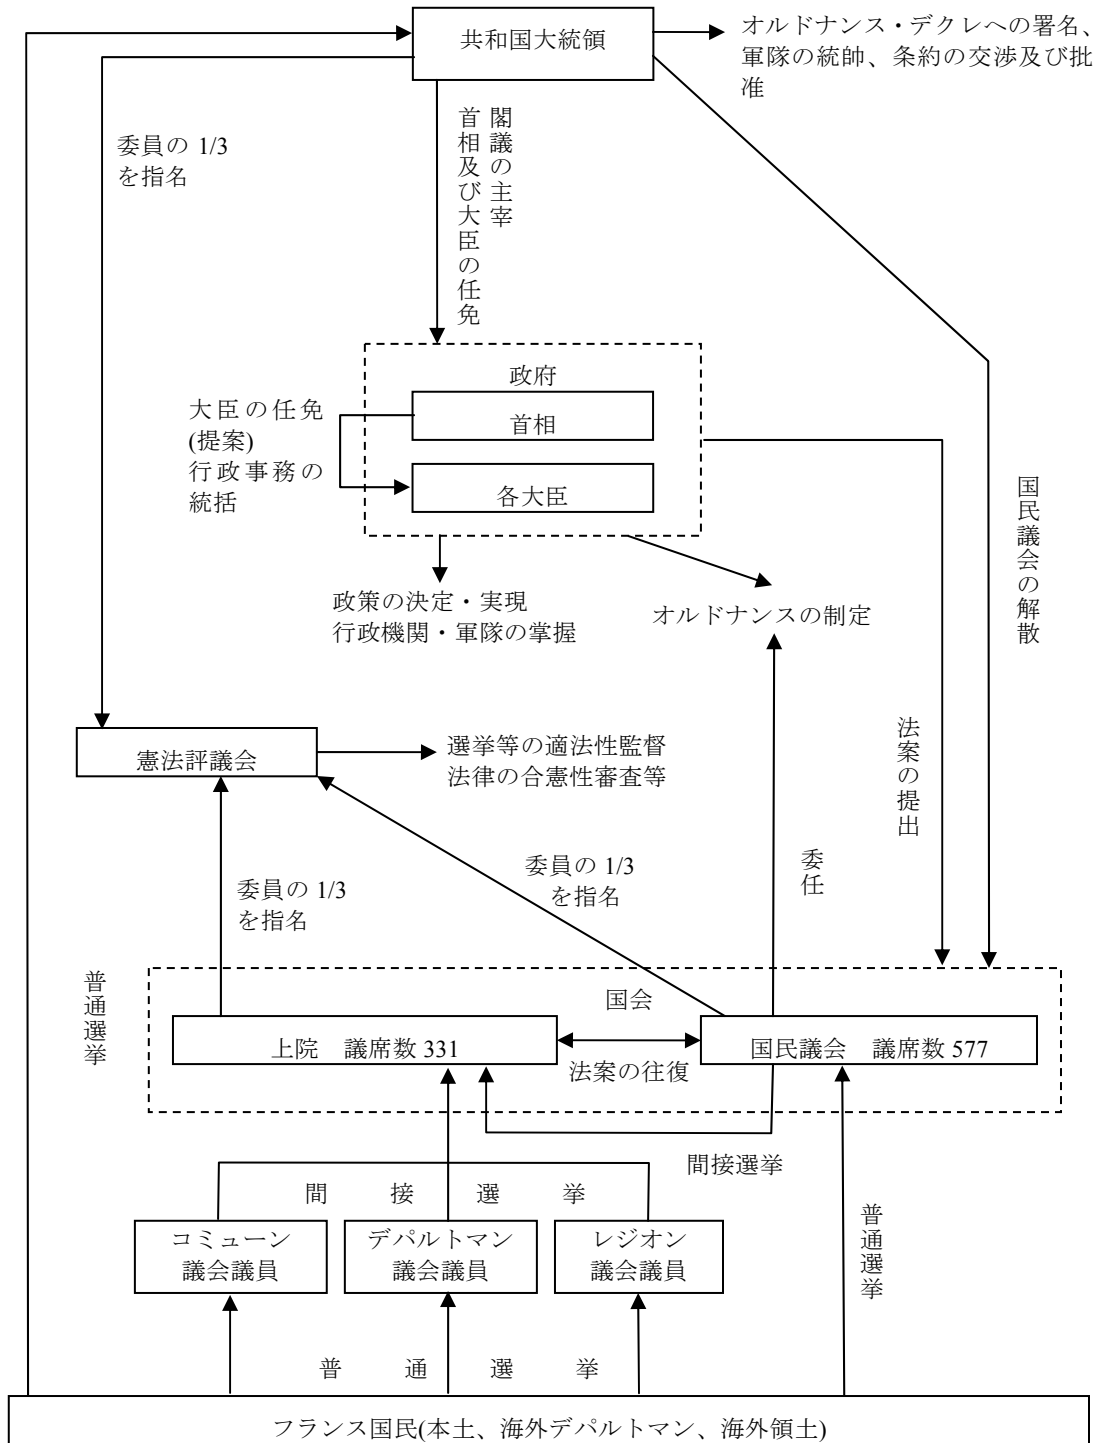 共和国大統領
オルドナンス・デクレへの署名、
軍隊の統帥、条約の交渉及び批
准
委員の 1/3
を指名
閣議の主宰
首相及び大臣の任免
政府
首相
各大臣
大臣の任免
(提案)
行政事務の
統括
国民議会の解散
政策の決定・実現
行政機関・軍隊の掌握
オルドナンスの制定
法案の提出
憲法評議会
選挙等の適法性監督
法律の合憲性審査等
委員の 1/3
を指名
委員の 1/3
を指名
委任
普通選挙
国会
上院　議席数 331
国民議会　議席数 577
法案の往復
間接選挙
間接選挙
コミューン
議会議員
デパルトマン
議会議員
レジオン
議会議員
普通選挙
普通選挙
フランス国民(本土、海外デパルトマン、海外領土)